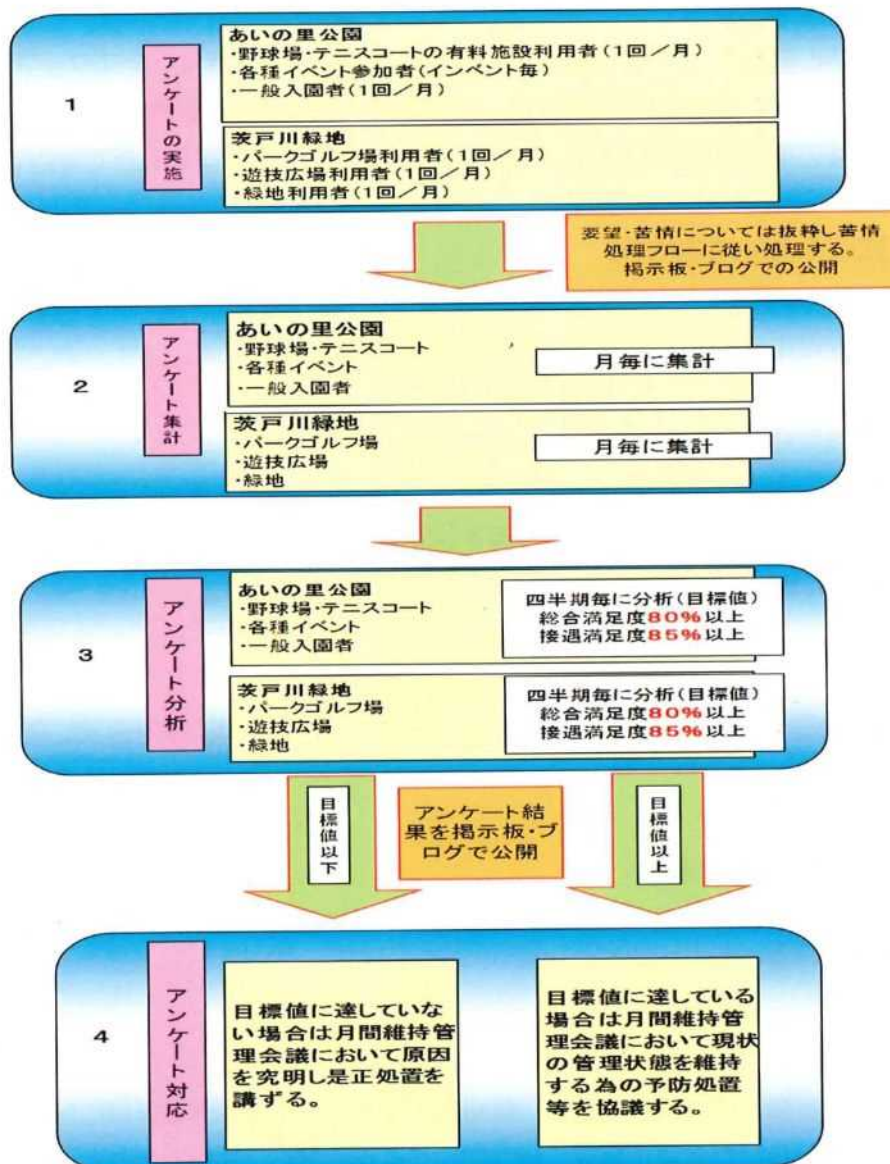 1
アンケートの実施
あいの里公園
・野球場・テニスコートの有料施設利用者(1回/月)
・各種イベント参加者(インベント毎)
・一般入園者(1回/月)
茨戸川緑地
・パークゴルフ場利用者(1回/月)
・遊技広場利用者(1回/月)
・緑地利用者(1回/月)
要望・苦情については抜粋し苦情
処理フローに従い処理する。
掲示板・ブログでの公開
2
アンケート集計
あいの里公園
・野球場・テニスコート
・各種イベント
・一般入園者
月毎に集計
茨戸川緑地
・パークゴルフ場
・遊技広場
・緑地
月毎に集計
3
アンケート分析
あいの里公園
・野球場・テニスコート
・各種イベント
・一般入園者
四半期毎に分析(目標値)
総合満足度80%以上
接遇満足度85%以上
茨戸川緑地
・パークゴルフ場
・遊技広場
・緑地
四半期毎に分析(目標値)
総合満足度80%以上
接遇満足度85%以上
目標値以下
アンケート結
果を掲示板・ブ
ログで公開
目標値以上
4
アンケート対応
目標値に達していな
い場合は月間維持管
理会議において原因
を究明し是正処置を
講ずる。
目標値に達している
場合は月間維持管
理会議において現状
の管理状態を維持
する為の予防処置
等を協議する。